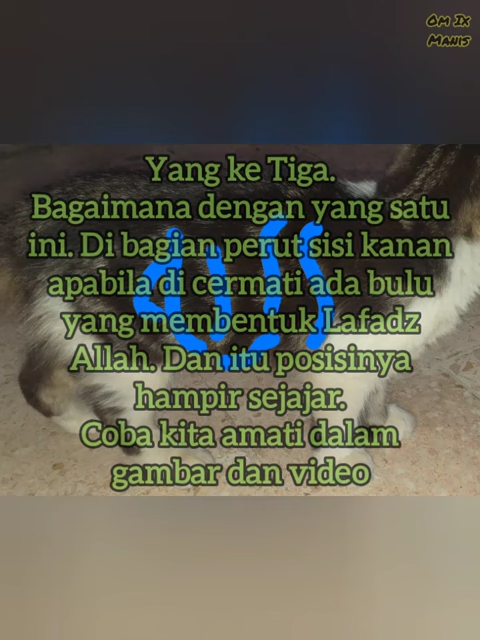 Om Ix
Manis
Yang ke Tiga.
Bagaimana dengan yang satu
ini. Di bagian perut sisi kanan
apabila di cermati ada bulu
yang membentuk Lafadz
Allah. Dan itu posisinya
hampir sejajar.
Coba kita amati dalam
gambar dan video